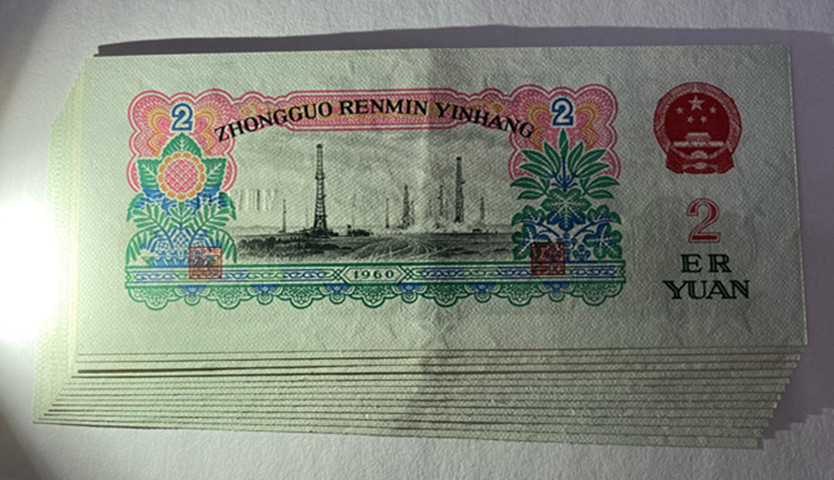 2
2
ZHONGGUO RENMIN YINHANG
1960
2
ER
YUAN